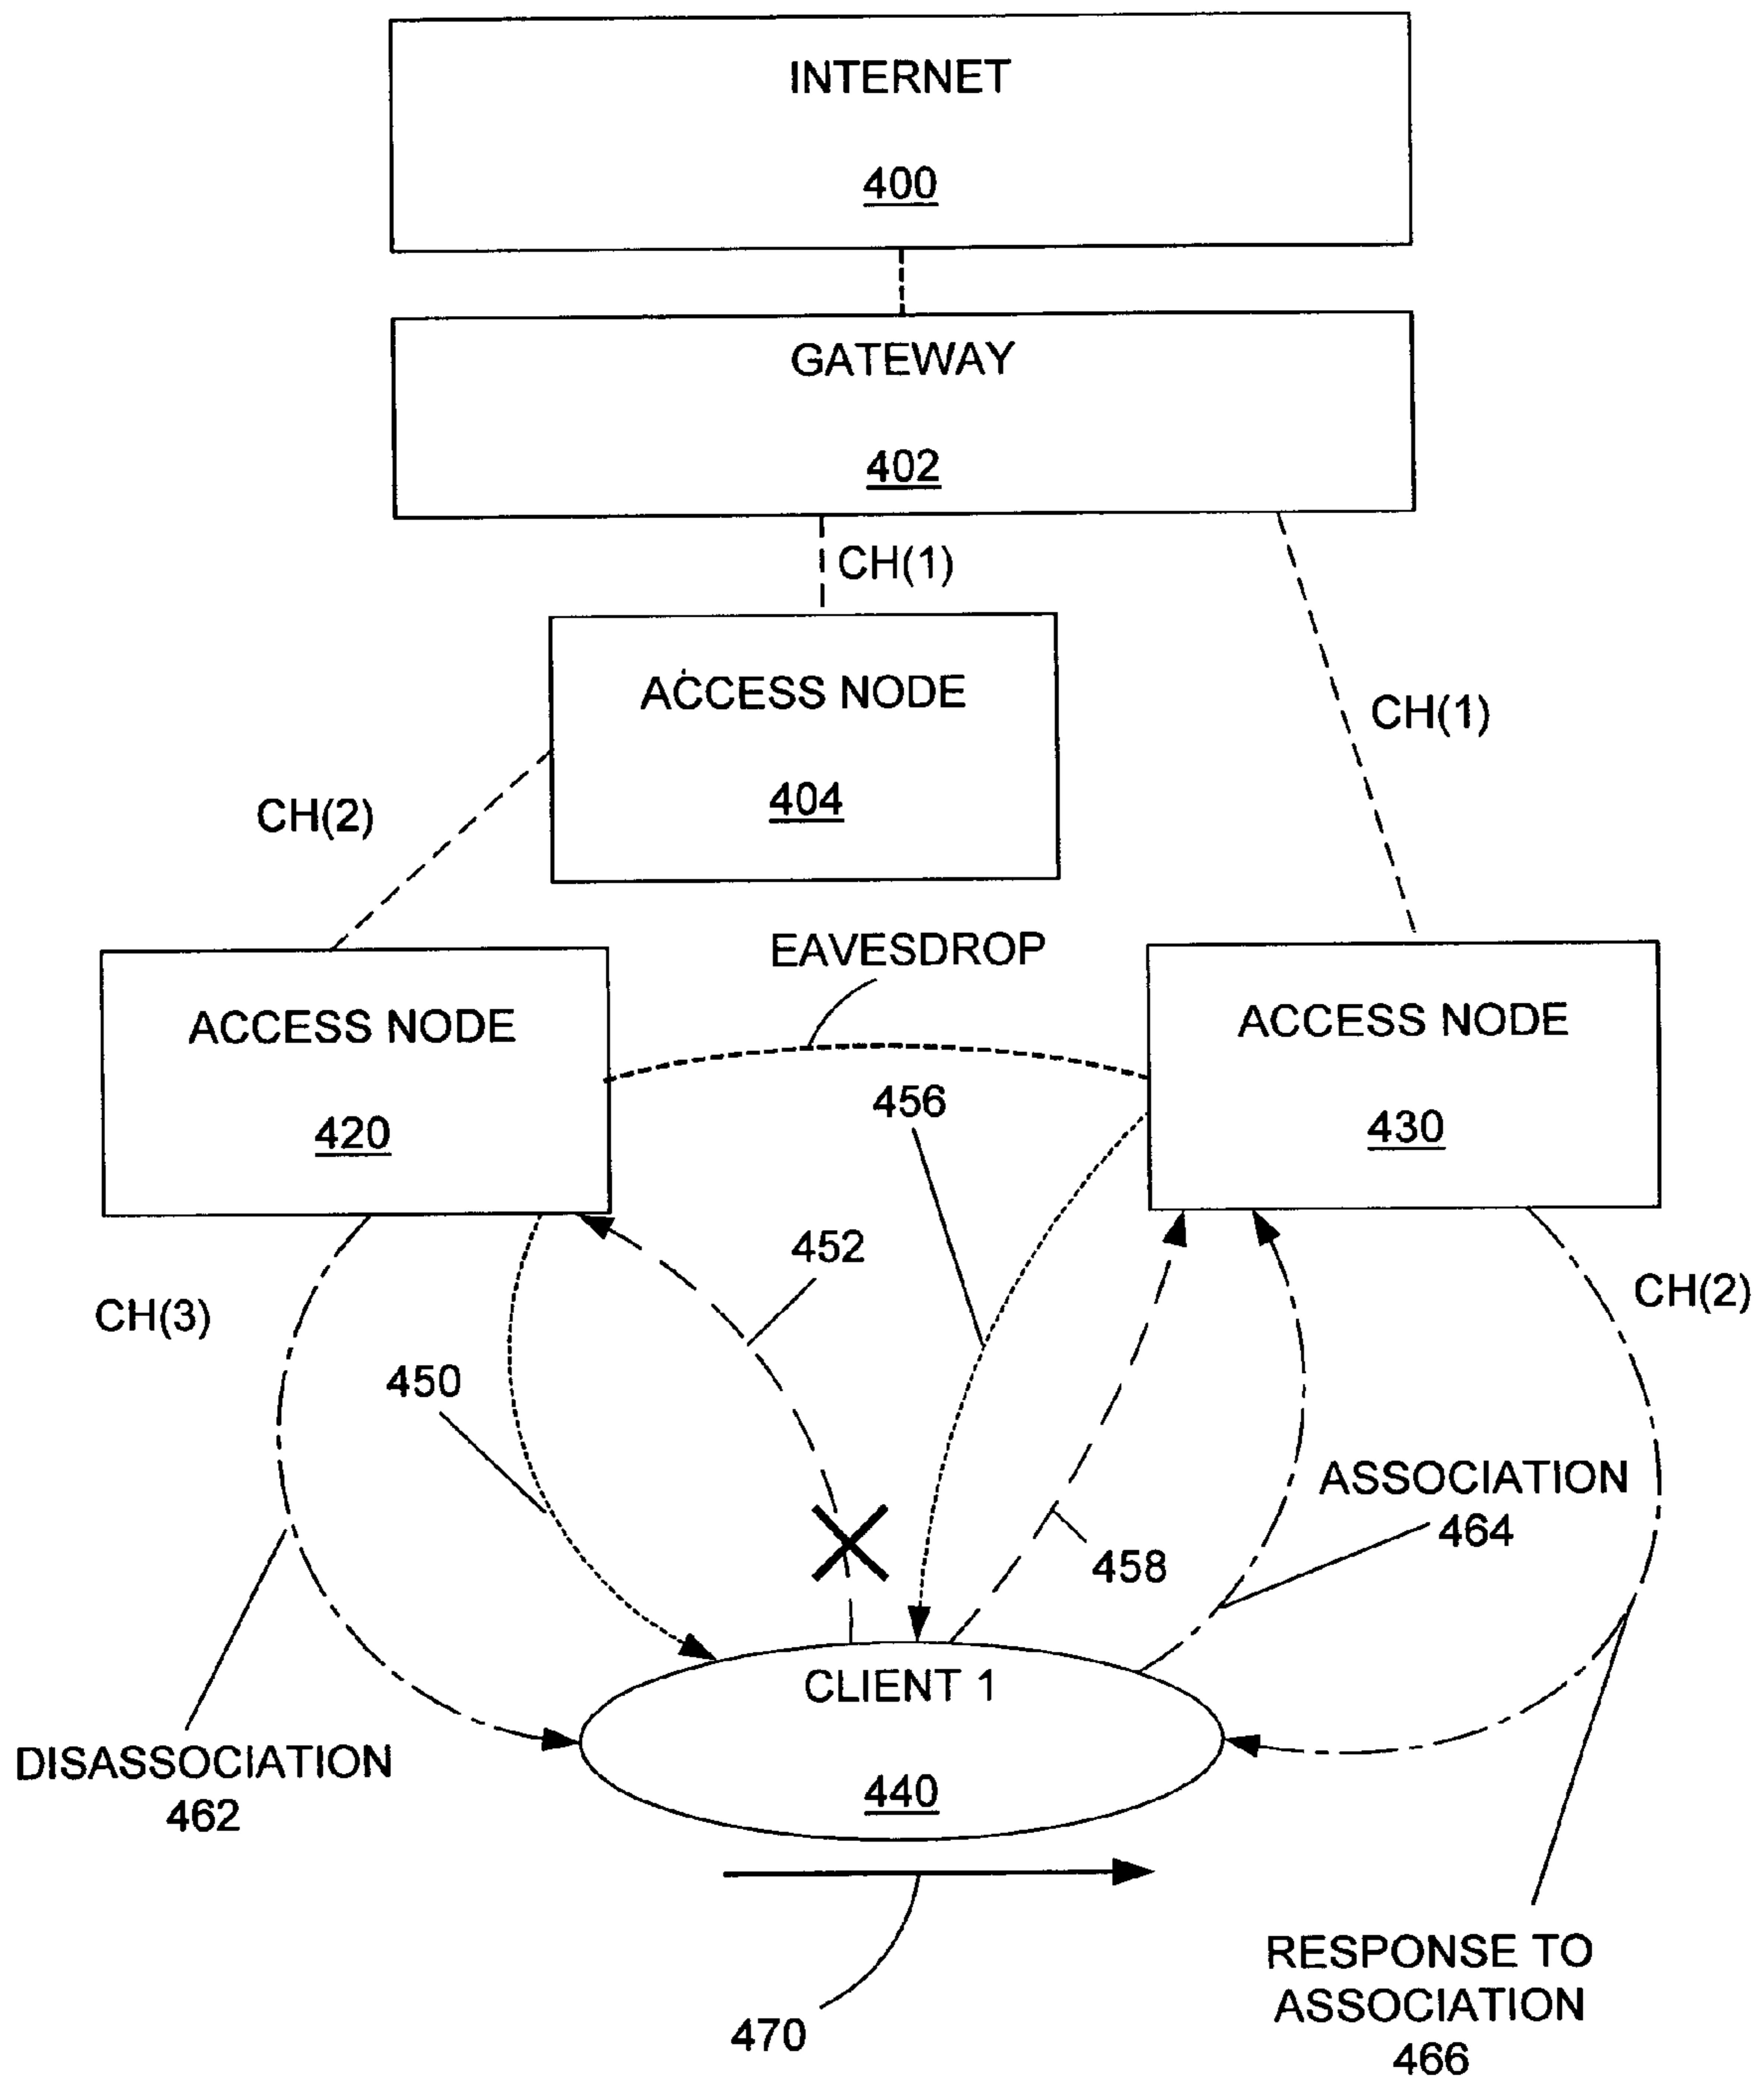 INTERNET
400
GATEWAY
402
CH(1)
ACCESS NODE
404
CH(1)
CH(2)
EAVESDROP
ACCESS NODE
420
ACCESS NODE
430
456
452
CH(3)
CH(2)
450
ASSOCIATION
464
458
CLIENT 1
440
DISASSOCIATION
462
470
RESPONSE TO
ASSOCIATION
466